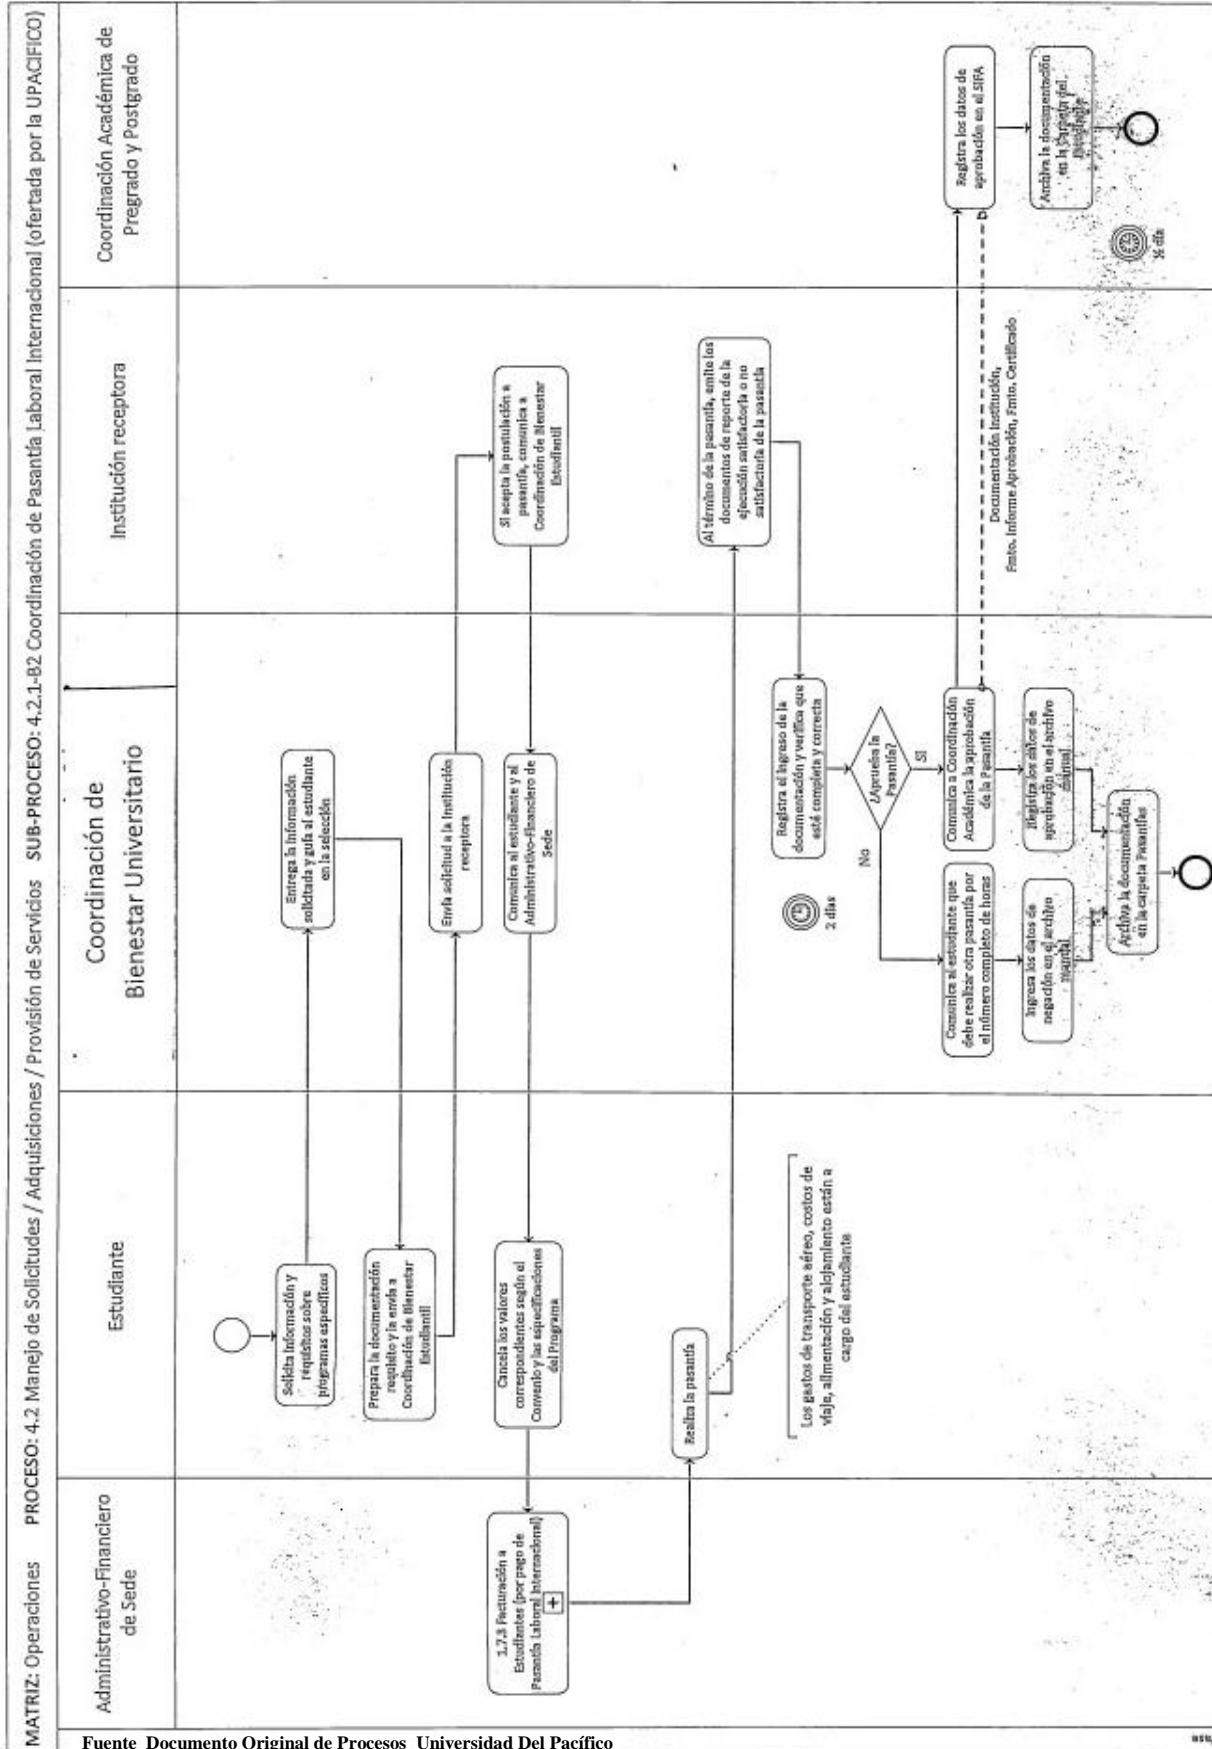 MATRIZ: Operaciones PROCESO: 4.2 Manejo de Solicitudes / Adquisiciones / Provisión de Servicios SUB-PROCESO: 4.2.1-B2 Coordinación de Pasantía Laboral Internacional (ofertada por la UPACIFICO)
Administrativo-Financiero
de Sede
Estudiante
Coordinación de
Bienestar Universitario
Institución receptora
Coordinación Académica de
Pregrado y Postgrado
Solicita Información y
requisitos sobre
programas específicos
Entrega la Información
solicitada y guía al estudiante
en la selección
Prepara la documentación
requisito y la envía a
Coordinación de Bienestar
Estudiantil
Envía solicitud a la Institución
receptora
Si acepta la postulación a
pasantía, comunica a
Coordinación de Bienestar
Estudiantil
Comunica al estudiante y al
Administrativo-Financiero de
Sede
Cancela los valores
correspondientes según el
Convenio y las especificaciones
del Programa
1.7.3 Facturación a
Estudiantes (por pago de
Pasantía Laboral Internacional)
+
Realiza la pasantía
Los gastos de transporte aéreo, costos de
viaje, alimentación y alojamiento están a
cargo del estudiante
Al término de la pasantía, emite los
documentos de reporte de la
ejecución satisfactoria o no
satisfactoria de la pasantía
Registra el ingreso de la
documentación y verifica que
está completa y correcta
2 días
¿Aprueba la
Pasantía?
No
SI
Comunica al estudiante que
debe realizar otra pasantía por
el número completo de horas
Comunica a Coordinación
Académica la aprobación
de la Pasantía
Ingresa los datos de
negación en el archivo
manual
Registra los datos de
aprobación en el archivo
manual
Archiva la documentación
en la carpeta Pasantías
Documentación Institución,
Fmto. Informe Aprobación, Fmto. Certificado
Registra los datos de
aprobación en el SIFA
Archiva la documentación
en la carpeta del
Estudiante
½ día
Fuente Documento Original de Procesos Universidad Del Pacífico